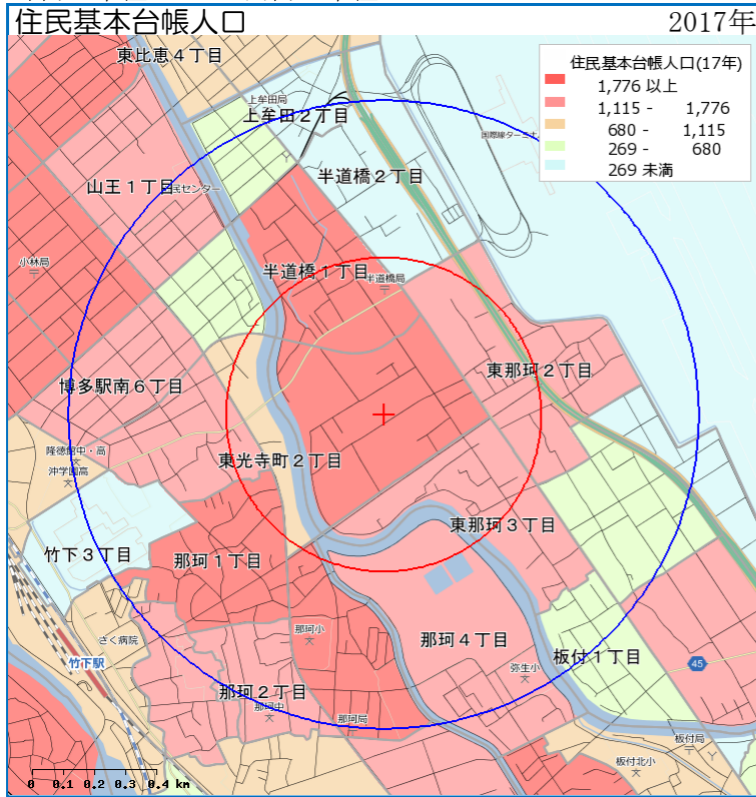 住民基本台帳人口
2017年
住民基本台帳人口(17年)
1,776 以上
1,115 - 1,776
680 - 1,115
269 - 680
269 未満
東比恵４丁目
上牟田局
上牟田２丁目
国際線ターミナ
半道橋２丁目
山王１丁目
民センター
小林局
半道橋１丁目
半道橋局
東那珂２丁目
博多駅南６丁目
隆徳館中・高
沖学園高
東光寺町２丁目
東那珂３丁目
竹下３丁目
那珂１丁目
那珂小
那珂４丁目
さく病院
竹下駅
板付１丁目
45
弥生小
那珂２丁目
那珂中
那珂局
板付局
板付北小
0 0.1 0.2 0.3 0.4 km